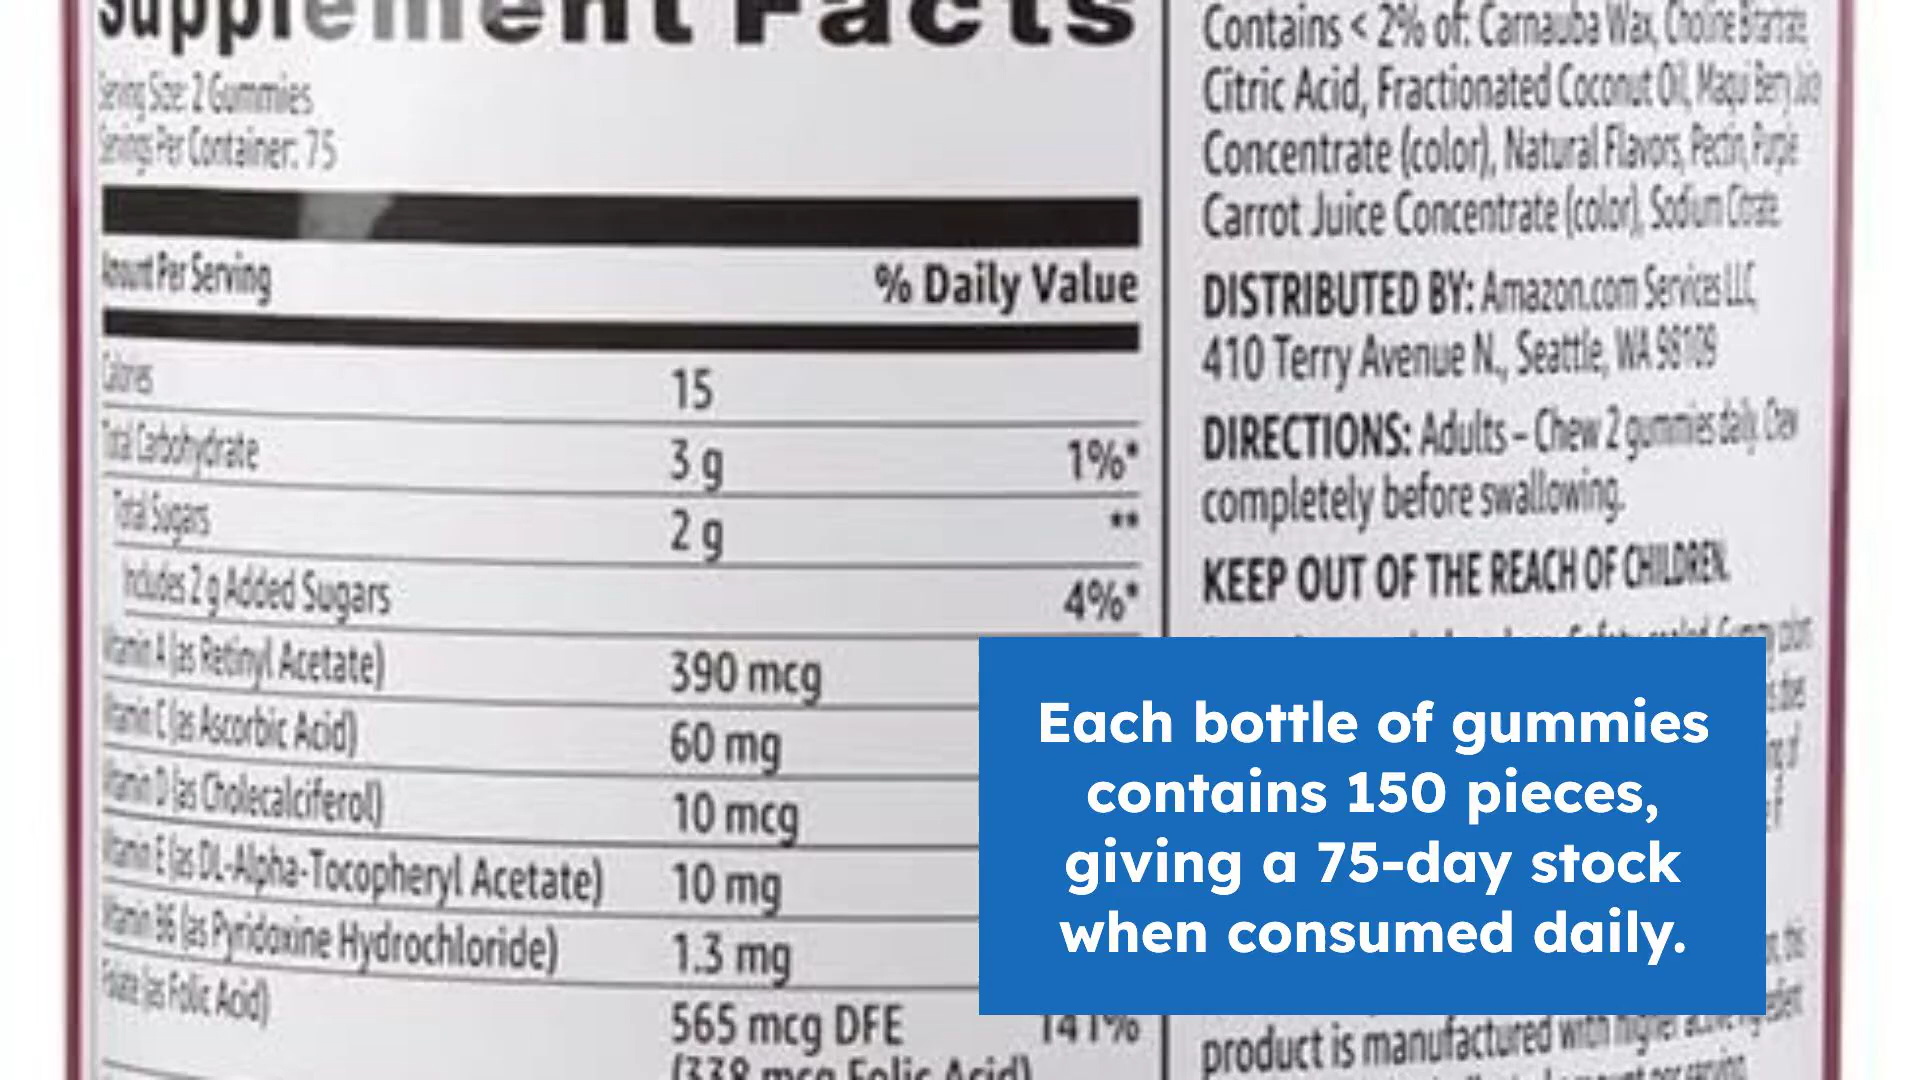 Supplement Facts
Serving Size: 2 Gummies
Servings Per Container: 75
Amount Per Serving
% Daily Value
Calories 15
Total Carbohydrate 3 g 1%*
Total Sugars 2 g **
Includes 2 g Added Sugars 4%*
Vitamin A (as Retinyl Acetate) 390 mcg
Vitamin C (as Ascorbic Acid) 60 mg
Vitamin D (as Cholecalciferol) 10 mcg
Vitamin E (as DL-Alpha-Tocopheryl Acetate) 10 mg
Vitamin B6 (as Pyridoxine Hydrochloride) 1.3 mg
Folate (as Folic Acid) 565 mcg DFE 141%
(338 mcg Folic Acid)
Contains < 2% of: Carnauba Wax, Choline Bitartrate,
Citric Acid, Fractionated Coconut Oil, Maqui Berry Juice
Concentrate (color), Natural Flavors, Pectin, Purple
Carrot Juice Concentrate (color), Sodium Citrate.
DISTRIBUTED BY: Amazon.com Services LLC,
410 Terry Avenue N., Seattle, WA 98109
DIRECTIONS: Adults – Chew 2 gummies daily. Chew
completely before swallowing.
KEEP OUT OF THE REACH OF CHILDREN.
Each bottle of gummies
contains 150 pieces,
giving a 75-day stock
when consumed daily.
product is manufactured with higher